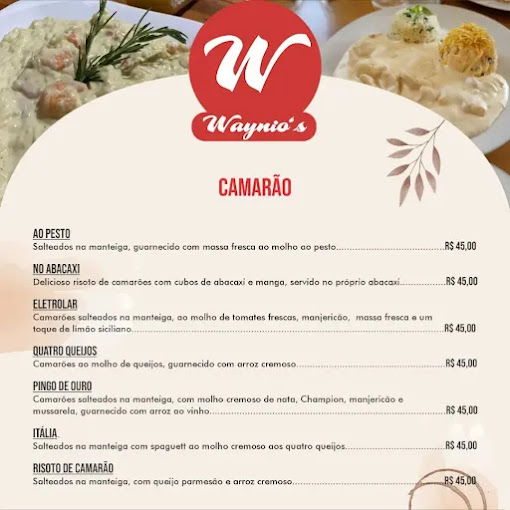 W
Waynio's
CAMARÃO
AO PESTO
Salteados na manteiga, guarnecido com massa fresca ao molho ao pesto....R$ 45,00
NO ABACAXI
Delicioso risoto de camarões com cubos de abacaxi e manga, servido no próprio abacaxi....R$ 45,00
ELETROLAR
Camarões salteados na manteiga, ao molho de tomates frescas, manjericão, massa fresca e um
toque de limão siciliano....R$ 45,00
QUATRO QUEIJOS
Camarões ao molho de queijos, guarnecido com arroz cremoso....R$ 45,00
PINGO DE OURO
Camarões salteados na manteiga, com molho cremoso de nata, Champion, manjericão e
mussarela, guarnecido com arroz ao vinho....R$ 45,00
ITÁLIA.
Salteados na manteiga com spaguett ao molho cremoso aos quatro queijos....R$ 45,00
RISOTO DE CAMARÃO
Salteados na manteiga, com queijo parmesão e arroz cremoso....R$ 45,00